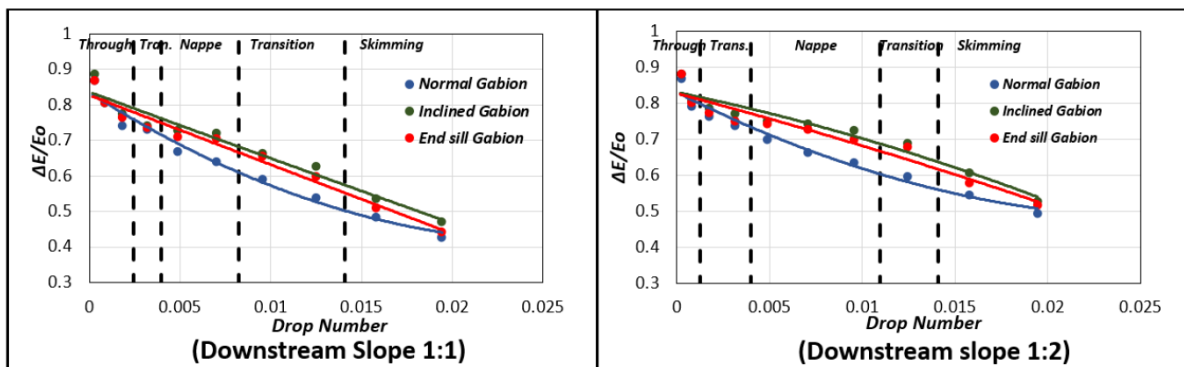 Through Tran. Nappe Transition Skimming
Normal Gabion
Inclined Gabion
End sill Gabion
ΔE/Eo
1
0.9
0.8
0.7
0.6
0.5
0.4
0.3
0 0.005 0.01 0.015 0.02 0.025
Drop Number
(Downstream Slope 1:1)
Through Trans. Nappe Transition Skimming
Normal Gabion
Inclined Gabion
End sill Gabion
ΔE/Eo
1
0.9
0.8
0.7
0.6
0.5
0.4
0.3
0 0.005 0.01 0.015 0.02 0.025
Drop Number
(Downstream slope 1:2)